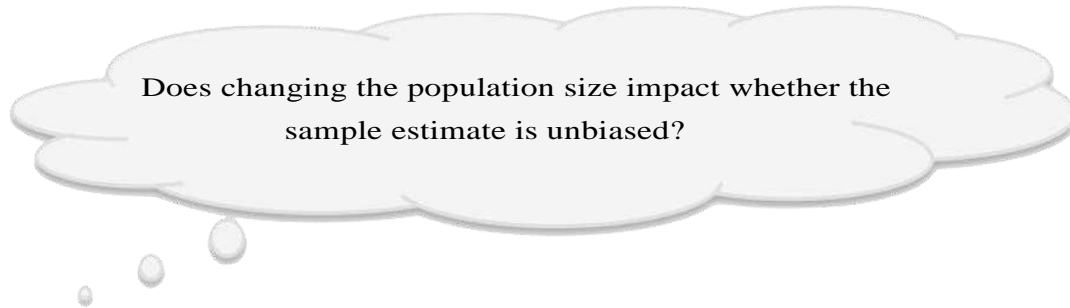 Does changing the population size impact whether the
sample estimate is unbiased?